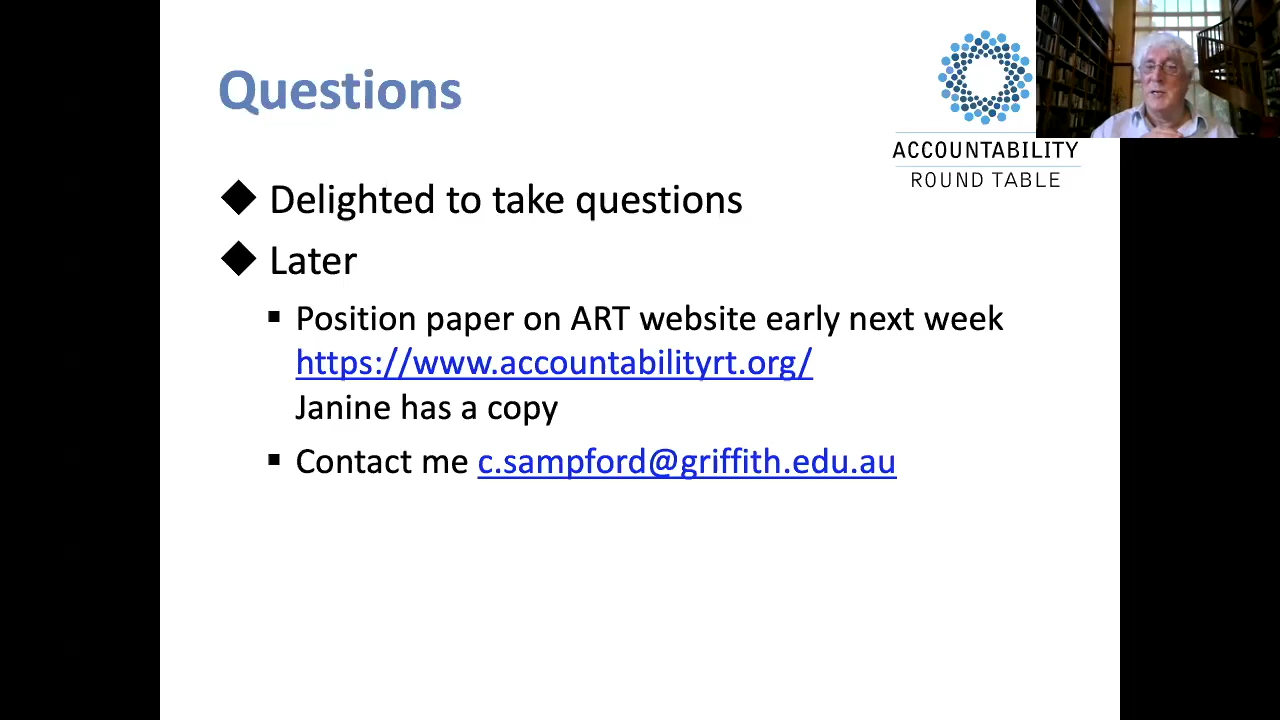 Questions
ACCOUNTABILITY
ROUND TABLE
◆ Delighted to take questions
◆ Later
▪ Position paper on ART website early next week
https://www.accountabilityrt.org/
Janine has a copy
▪ Contact me c.sampford@griffith.edu.au